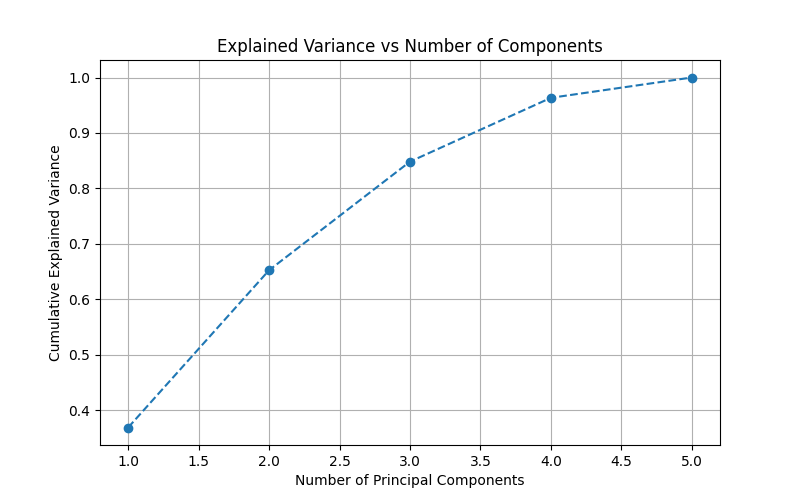 Explained Variance vs Number of Components
Cumulative Explained Variance
1.0
0.9
0.8
0.7
0.6
0.5
0.4
1.0 1.5 2.0 2.5 3.0 3.5 4.0 4.5 5.0
Number of Principal Components